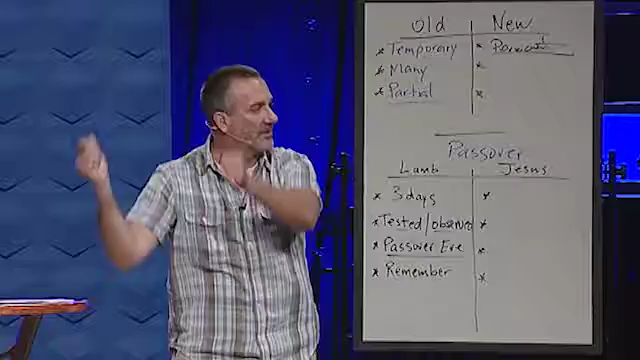 Old New
* Temporary * Permanent
* Many *
* Partial *
Passover
Lamb Jesus
* 3 days *
* Tested/observed *
* Passover Eve *
* Remember *